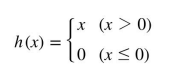 h(x) = { x (x > 0)
0 (x ≤ 0)